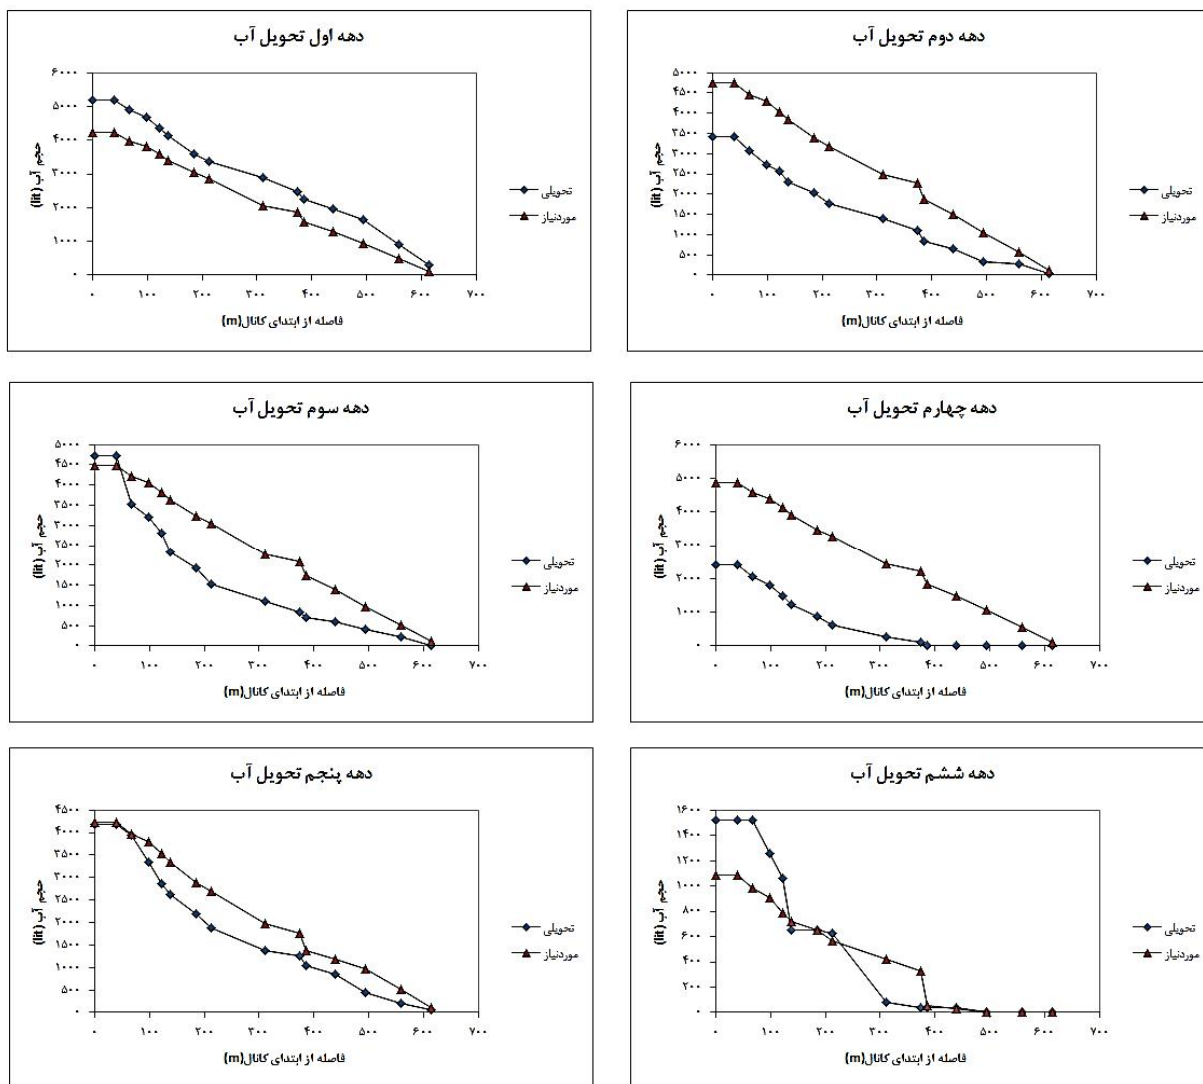 دهه اول تحویل آب
۶۰۰۰
۵۰۰۰
۴۰۰۰
۳۰۰۰
۲۰۰۰
۱۰۰۰
۰
حجم آب (lit)
تحویلی
موردنیاز
۰ ۱۰۰ ۲۰۰ ۳۰۰ ۴۰۰ ۵۰۰ ۶۰۰ ۷۰۰
فاصله از ابتدای کانال(m)
دهه دوم تحویل آب
۵۰۰۰
۴۵۰۰
۴۰۰۰
۳۵۰۰
۳۰۰۰
۲۵۰۰
۲۰۰۰
۱۵۰۰
۱۰۰۰
۵۰۰
۰
حجم آب (lit)
تحویلی
موردنیاز
۰ ۱۰۰ ۲۰۰ ۳۰۰ ۴۰۰ ۵۰۰ ۶۰۰ ۷۰۰
فاصله از ابتدای کانال(m)
دهه سوم تحویل آب
۵۰۰۰
۴۵۰۰
۴۰۰۰
۳۵۰۰
۳۰۰۰
۲۵۰۰
۲۰۰۰
۱۵۰۰
۱۰۰۰
۵۰۰
۰
حجم آب (lit)
تحویلی
موردنیاز
۰ ۱۰۰ ۲۰۰ ۳۰۰ ۴۰۰ ۵۰۰ ۶۰۰ ۷۰۰
فاصله از ابتدای کانال(m)
دهه چهارم تحویل آب
۶۰۰۰
۵۰۰۰
۴۰۰۰
۳۰۰۰
۲۰۰۰
۱۰۰۰
۰
حجم آب (lit)
تحویلی
موردنیاز
۰ ۱۰۰ ۲۰۰ ۳۰۰ ۴۰۰ ۵۰۰ ۶۰۰ ۷۰۰
فاصله از ابتدای کانال(m)
دهه پنجم تحویل آب
۴۵۰۰
۴۰۰۰
۳۵۰۰
۳۰۰۰
۲۵۰۰
۲۰۰۰
۱۵۰۰
۱۰۰۰
۵۰۰
۰
حجم آب (lit)
تحویلی
موردنیاز
۰ ۱۰۰ ۲۰۰ ۳۰۰ ۴۰۰ ۵۰۰ ۶۰۰ ۷۰۰
فاصله از ابتدای کانال(m)
دهه ششم تحویل آب
۱۶۰۰
۱۴۰۰
۱۲۰۰
۱۰۰۰
۸۰۰
۶۰۰
۴۰۰
۲۰۰
۰
حجم آب (lit)
تحویلی
موردنیاز
۰ ۱۰۰ ۲۰۰ ۳۰۰ ۴۰۰ ۵۰۰ ۶۰۰ ۷۰۰
فاصله از ابتدای کانال(m)